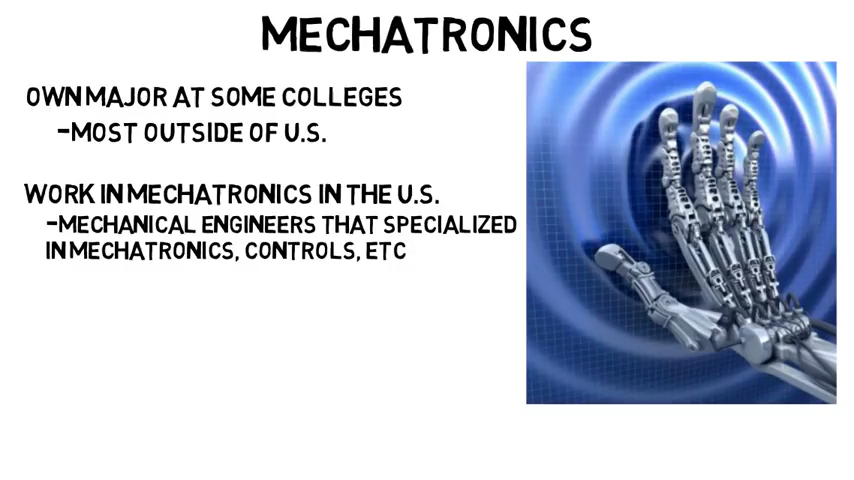 MECHATRONICS
OWN MAJOR AT SOME COLLEGES
-MOST OUTSIDE OF U.S.
WORK IN MECHATRONICS IN THE U.S.
-MECHANICAL ENGINEERS THAT SPECIALIZED
IN MECHATRONICS, CONTROLS, ETC